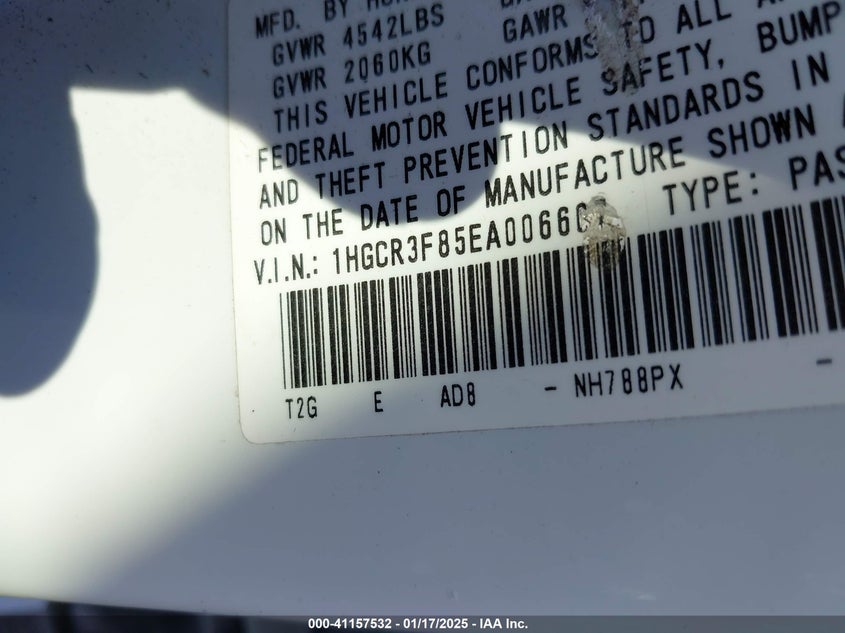 MFD. BY
GVWR 4542LBS
GVWR 2060KG GAWR
THIS VEHICLE CONFORMS TO ALL
FEDERAL MOTOR VEHICLE SAFETY, BUMP
AND THEFT PREVENTION STANDARDS IN
ON THE DATE OF MANUFACTURE SHOWN
V.I.N.: 1HGCR3F85EA0066 TYPE: PAS
T2G E AD8 - NH788PX -
000-41157532 - 01/17/2025 - IAA Inc.